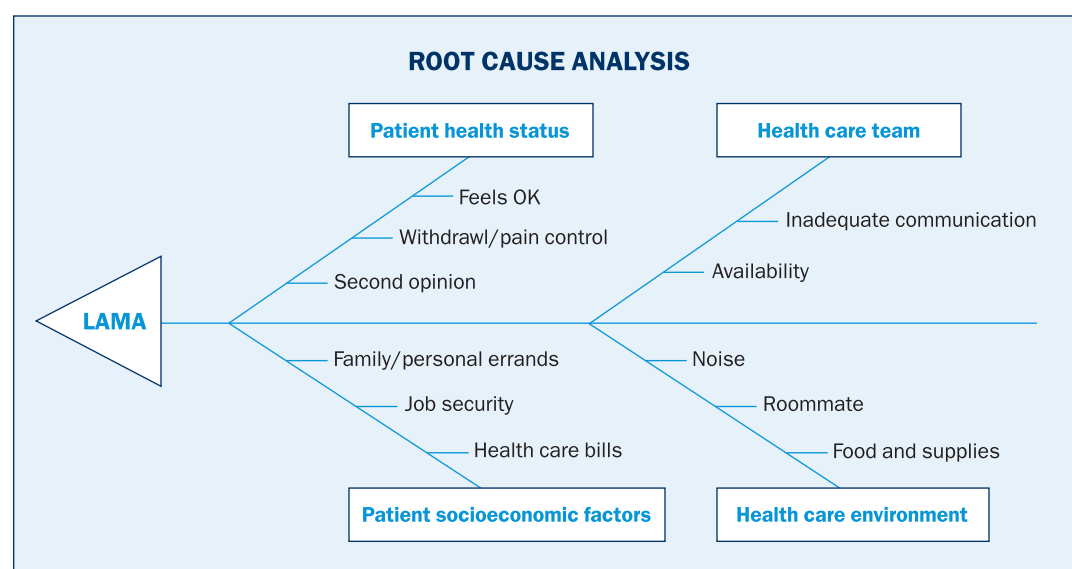 ROOT CAUSE ANALYSIS
Patient health status
Health care team
Feels OK
Inadequate communication
Withdrawl/pain control
Availability
Second opinion
LAMA
Family/personal errands
Noise
Job security
Roommate
Health care bills
Food and supplies
Patient socioeconomic factors
Health care environment